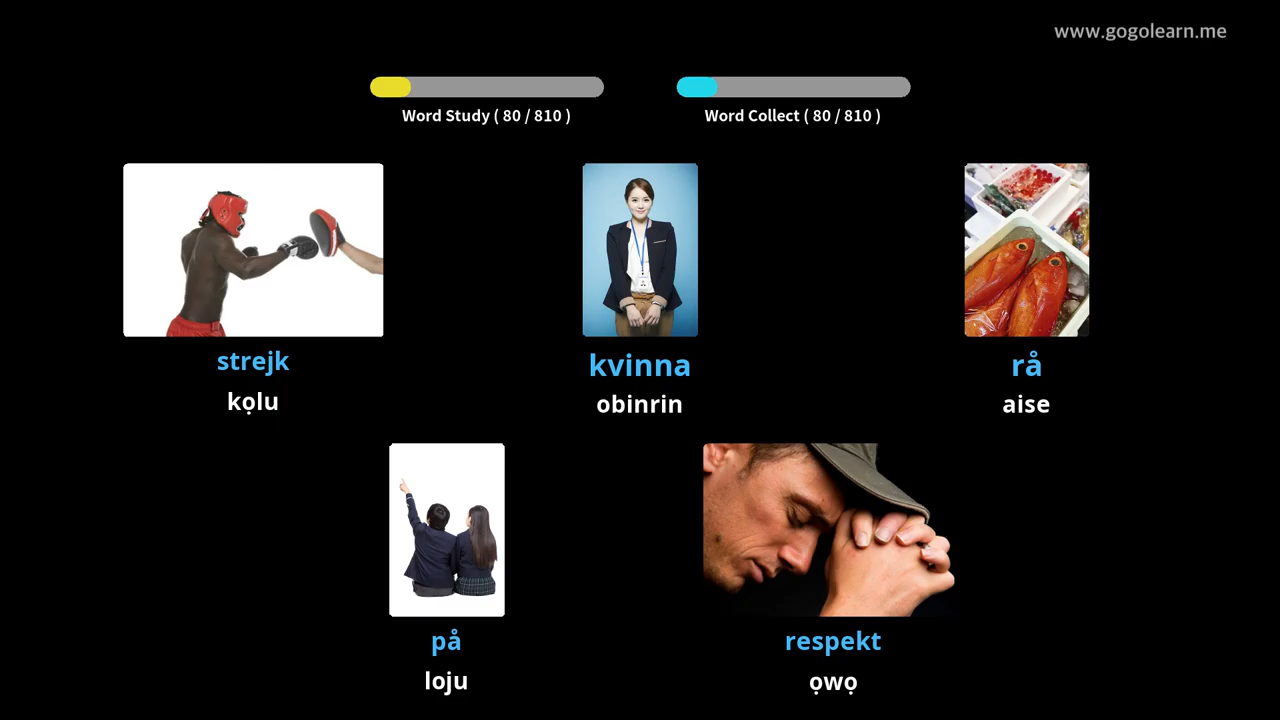 www.gogolearn.me
Word Study ( 80 / 810 )
Word Collect ( 80 / 810 )
strejk
kọlu
kvinna
obinrin
rå
aise
på
loju
respekt
ọwọ